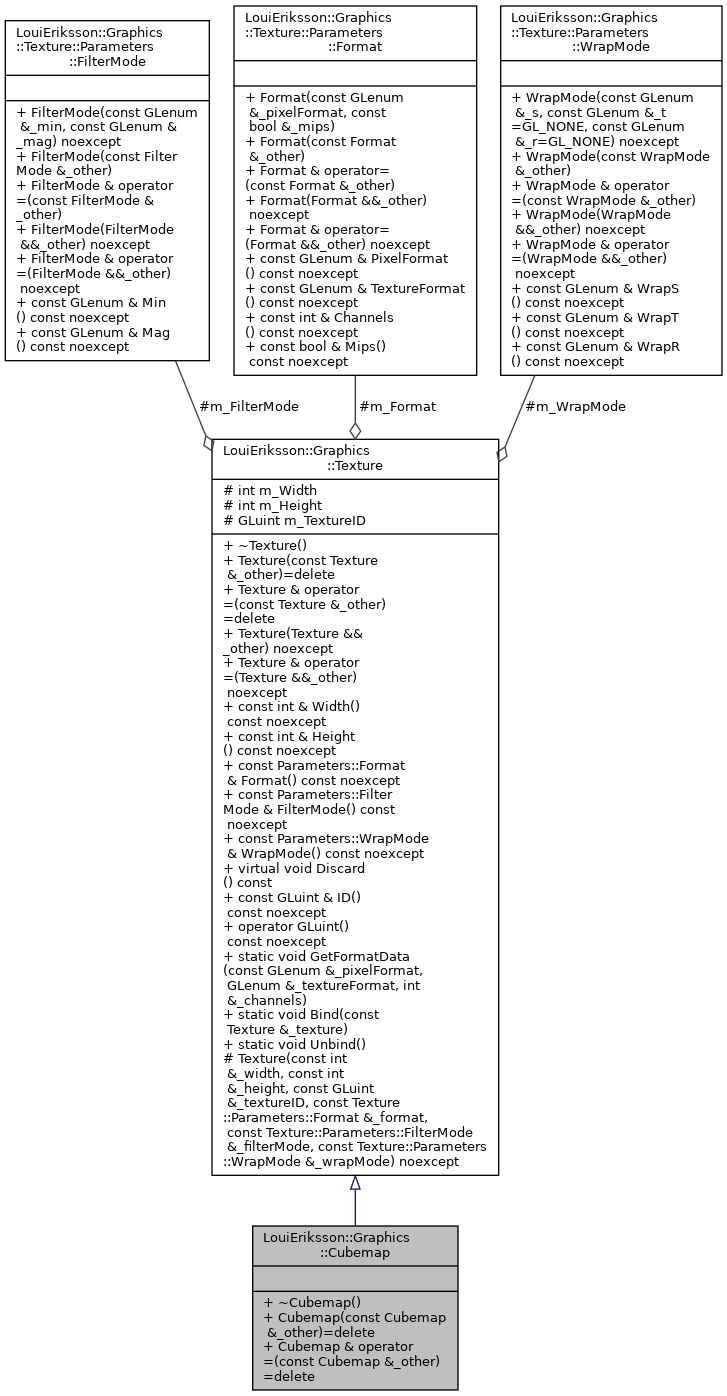 LouiEriksson::Graphics
::Texture::Parameters
::FilterMode
+ FilterMode(const GLenum
&_min, const GLenum &
_mag) noexcept
+ FilterMode(const Filter
Mode &_other)
+ FilterMode & operator
=(const FilterMode &
_other)
+ FilterMode(FilterMode
&&_other) noexcept
+ FilterMode & operator
=(FilterMode &&_other)
noexcept
+ const GLenum & Min
() const noexcept
+ const GLenum & Mag
() const noexcept
LouiEriksson::Graphics
::Texture::Parameters
::Format
+ Format(const GLenum
&_pixelFormat, const
bool &_mips)
+ Format(const Format
&_other)
+ Format & operator=
(const Format &_other)
+ Format(Format &&_other)
noexcept
+ Format & operator=
(Format &&_other) noexcept
+ const GLenum & PixelFormat
() const noexcept
+ const GLenum & TextureFormat
() const noexcept
+ const int & Channels
() const noexcept
+ const bool & Mips()
const noexcept
LouiEriksson::Graphics
::Texture::Parameters
::WrapMode
+ WrapMode(const GLenum
&_s, const GLenum &_t
=GL_NONE, const GLenum
&_r=GL_NONE) noexcept
+ WrapMode(const WrapMode
&_other)
+ WrapMode & operator
=(const WrapMode &_other)
+ WrapMode(WrapMode
&&_other) noexcept
+ WrapMode & operator
=(WrapMode &&_other)
noexcept
+ const GLenum & WrapS
() const noexcept
+ const GLenum & WrapT
() const noexcept
+ const GLenum & WrapR
() const noexcept
#m_FilterMode
#m_Format
#m_WrapMode
LouiEriksson::Graphics
::Texture
# int m_Width
# int m_Height
# GLuint m_TextureID
+ ~Texture()
+ Texture(const Texture
&_other)=delete
+ Texture & operator
=(const Texture &_other)
=delete
+ Texture(Texture &&
_other) noexcept
+ Texture & operator
=(Texture &&_other)
noexcept
+ const int & Width()
const noexcept
+ const int & Height
() const noexcept
+ const Parameters::Format
& Format() const noexcept
+ const Parameters::Filter
Mode & FilterMode() const
noexcept
+ const Parameters::WrapMode
& WrapMode() const noexcept
+ virtual void Discard
() const
+ const GLuint & ID()
const noexcept
+ operator GLuint()
const noexcept
+ static void GetFormatData
(const GLenum &_pixelFormat,
GLenum &_textureFormat, int
&_channels)
+ static void Bind(const
Texture &_texture)
+ static void Unbind()
# Texture(const int
&_width, const int
&_height, const GLuint
&_textureID, const Texture
::Parameters::Format &_format,
const Texture::Parameters::FilterMode
&_filterMode, const Texture::Parameters
::WrapMode &_wrapMode) noexcept
LouiEriksson::Graphics
::Cubemap
+ ~Cubemap()
+ Cubemap(const Cubemap
&_other)=delete
+ Cubemap & operator
=(const Cubemap &_other)
=delete